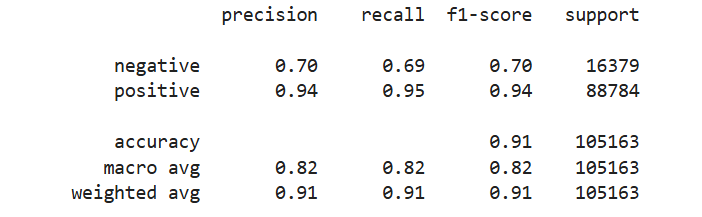 precision recall f1-score support
negative 0.70 0.69 0.70 16379
positive 0.94 0.95 0.94 88784
accuracy 0.91 105163
macro avg 0.82 0.82 0.82 105163
weighted avg 0.91 0.91 0.91 105163